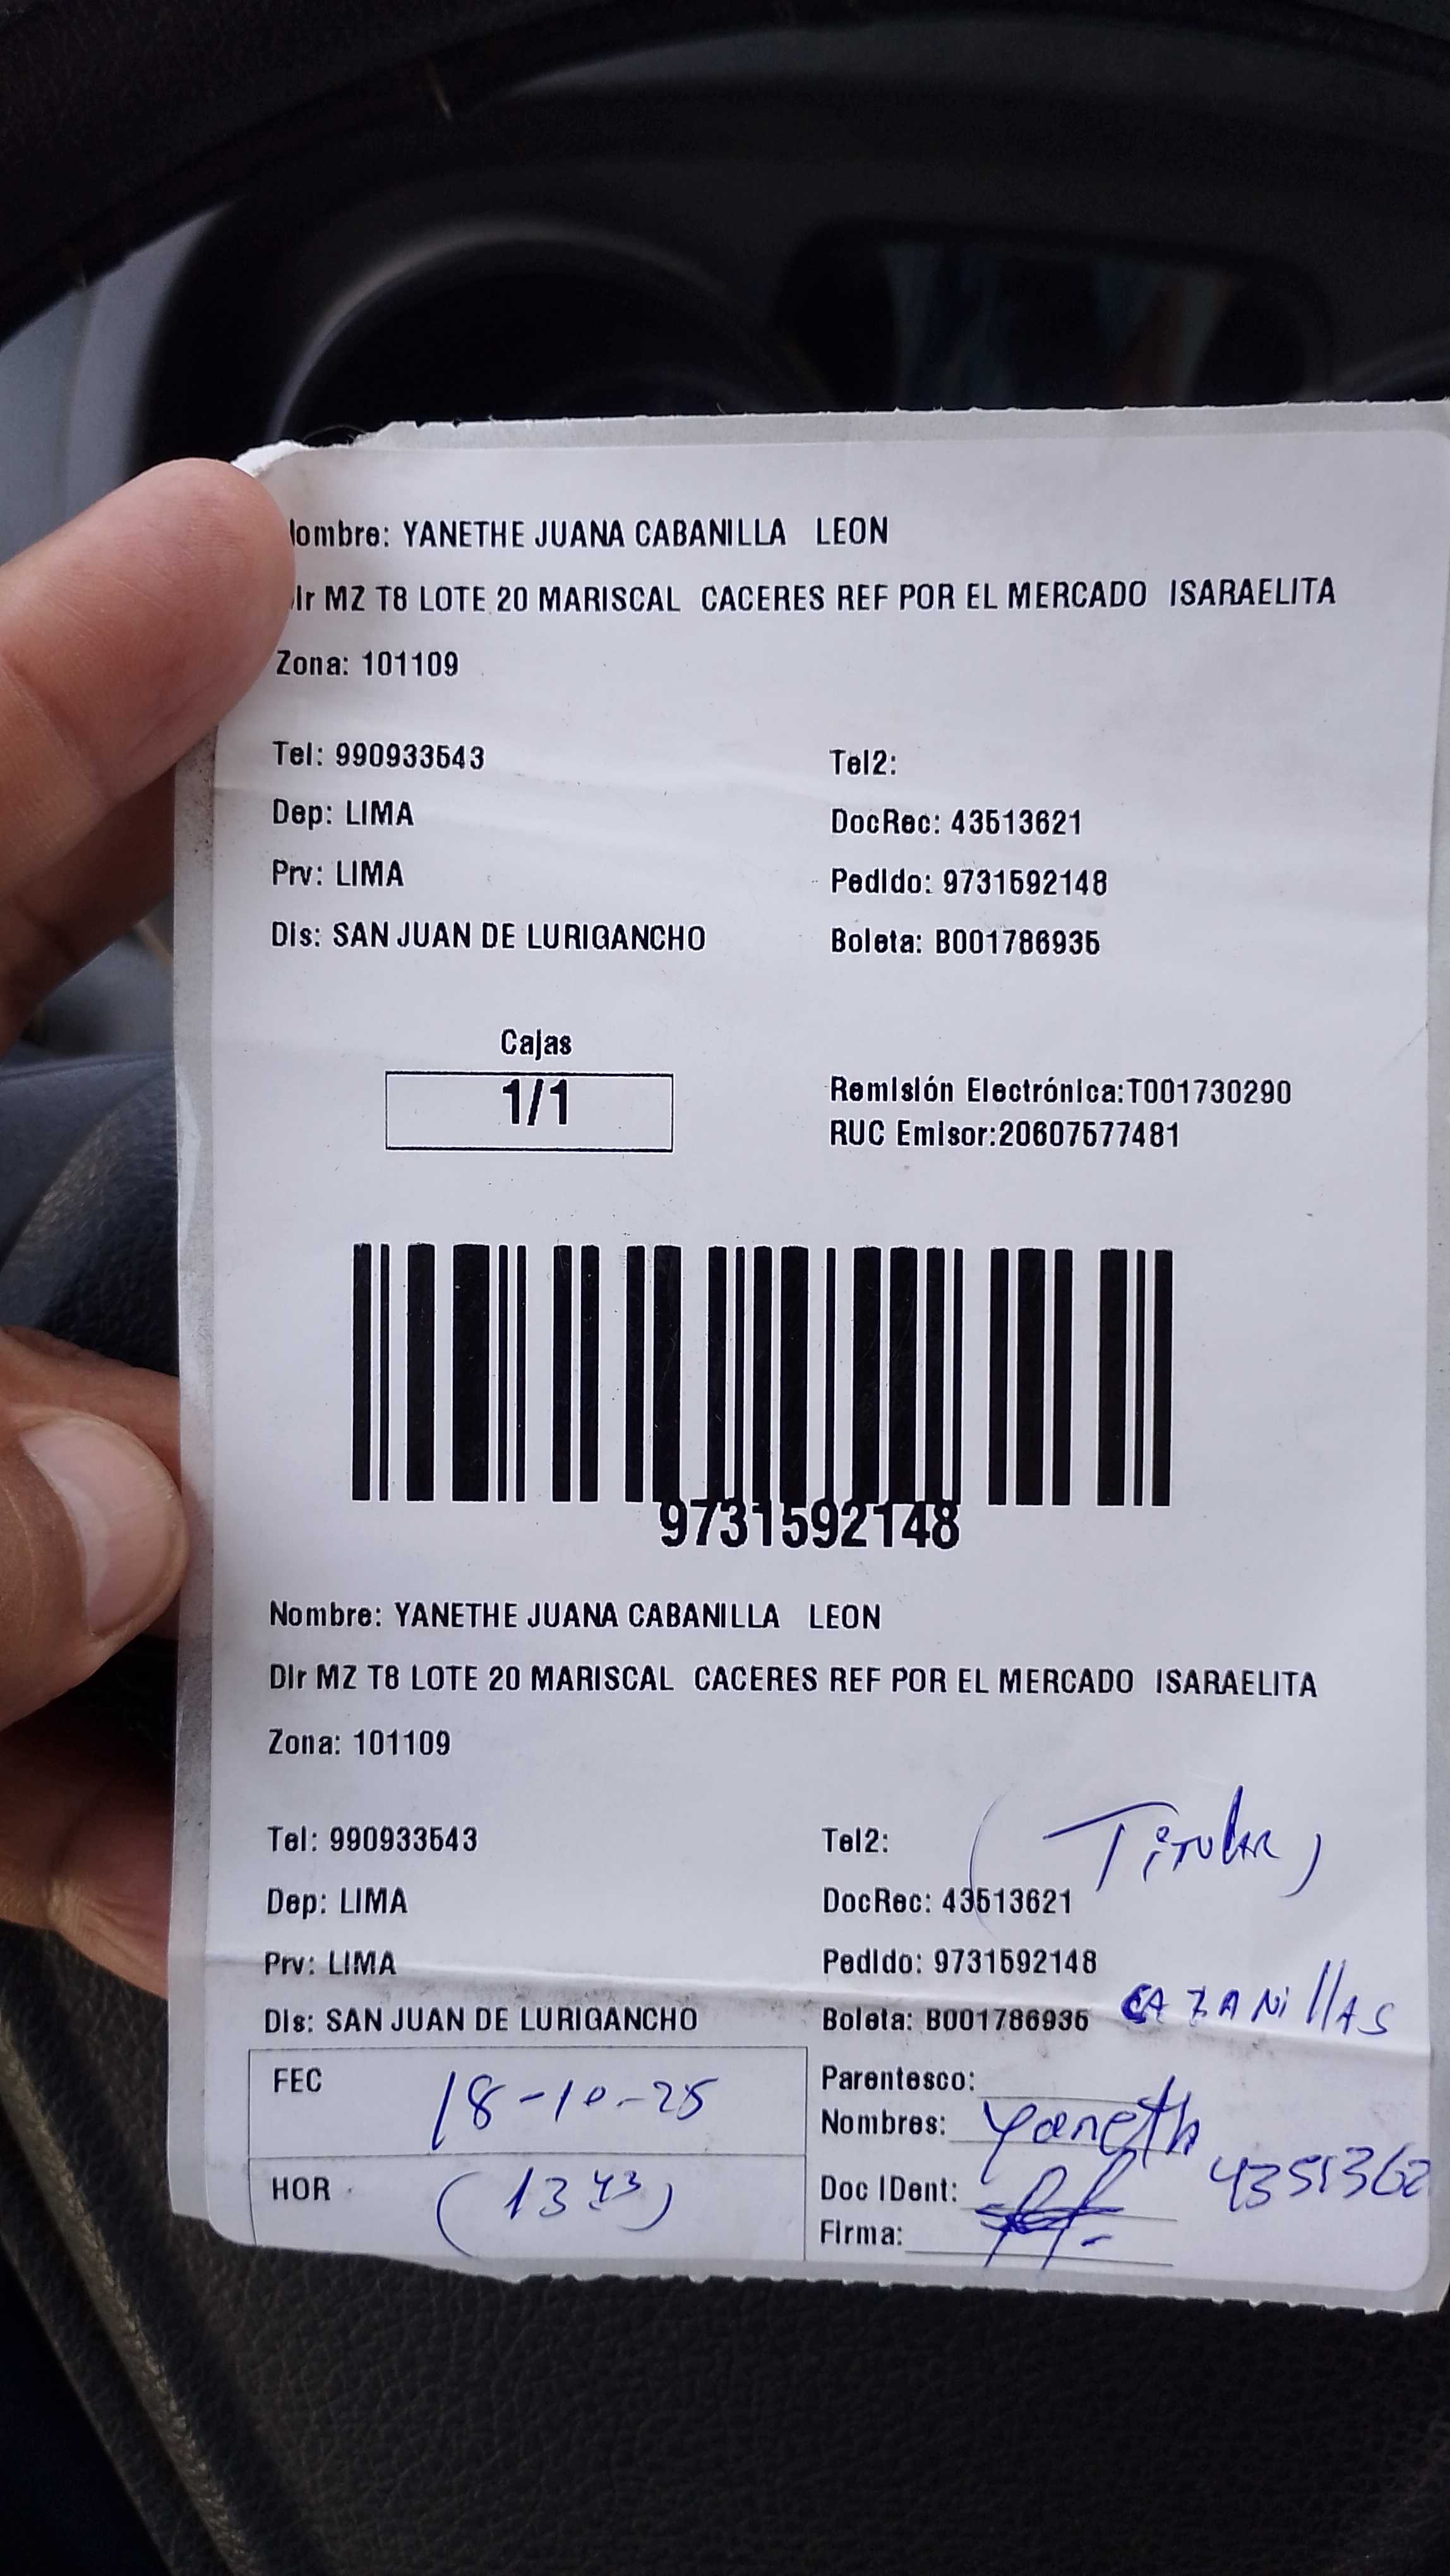 Nombre: YANETHE JUANA CABANILLA LEON
Dir MZ T8 LOTE 20 MARISCAL CACERES REF POR EL MERCADO ISARAELITA
Zona: 101109
Tel: 990933543 Tel2:
Dep: LIMA DocRec: 43513621
Prv: LIMA Pedido: 9731592148
Dis: SAN JUAN DE LURIGANCHO Boleta: B001786935
Cajas
1/1
Remisión Electrónica:T001730290
RUC Emisor:20607577481
9731592148
Nombre: YANETHE JUANA CABANILLA LEON
Dir MZ T8 LOTE 20 MARISCAL CACERES REF POR EL MERCADO ISARAELITA
Zona: 101109
Tel: 990933543 Tel2: (Titular)
Dep: LIMA DocRec: 43513621
Prv: LIMA Pedido: 9731592148
Dis: SAN JUAN DE LURIGANCHO Boleta: B001786935 CAZANillAS
FEC 18-10-25 Parentesco:
Nombres: Yaneth
HOR (13 43) Doc IDent: 4351362
Firma: